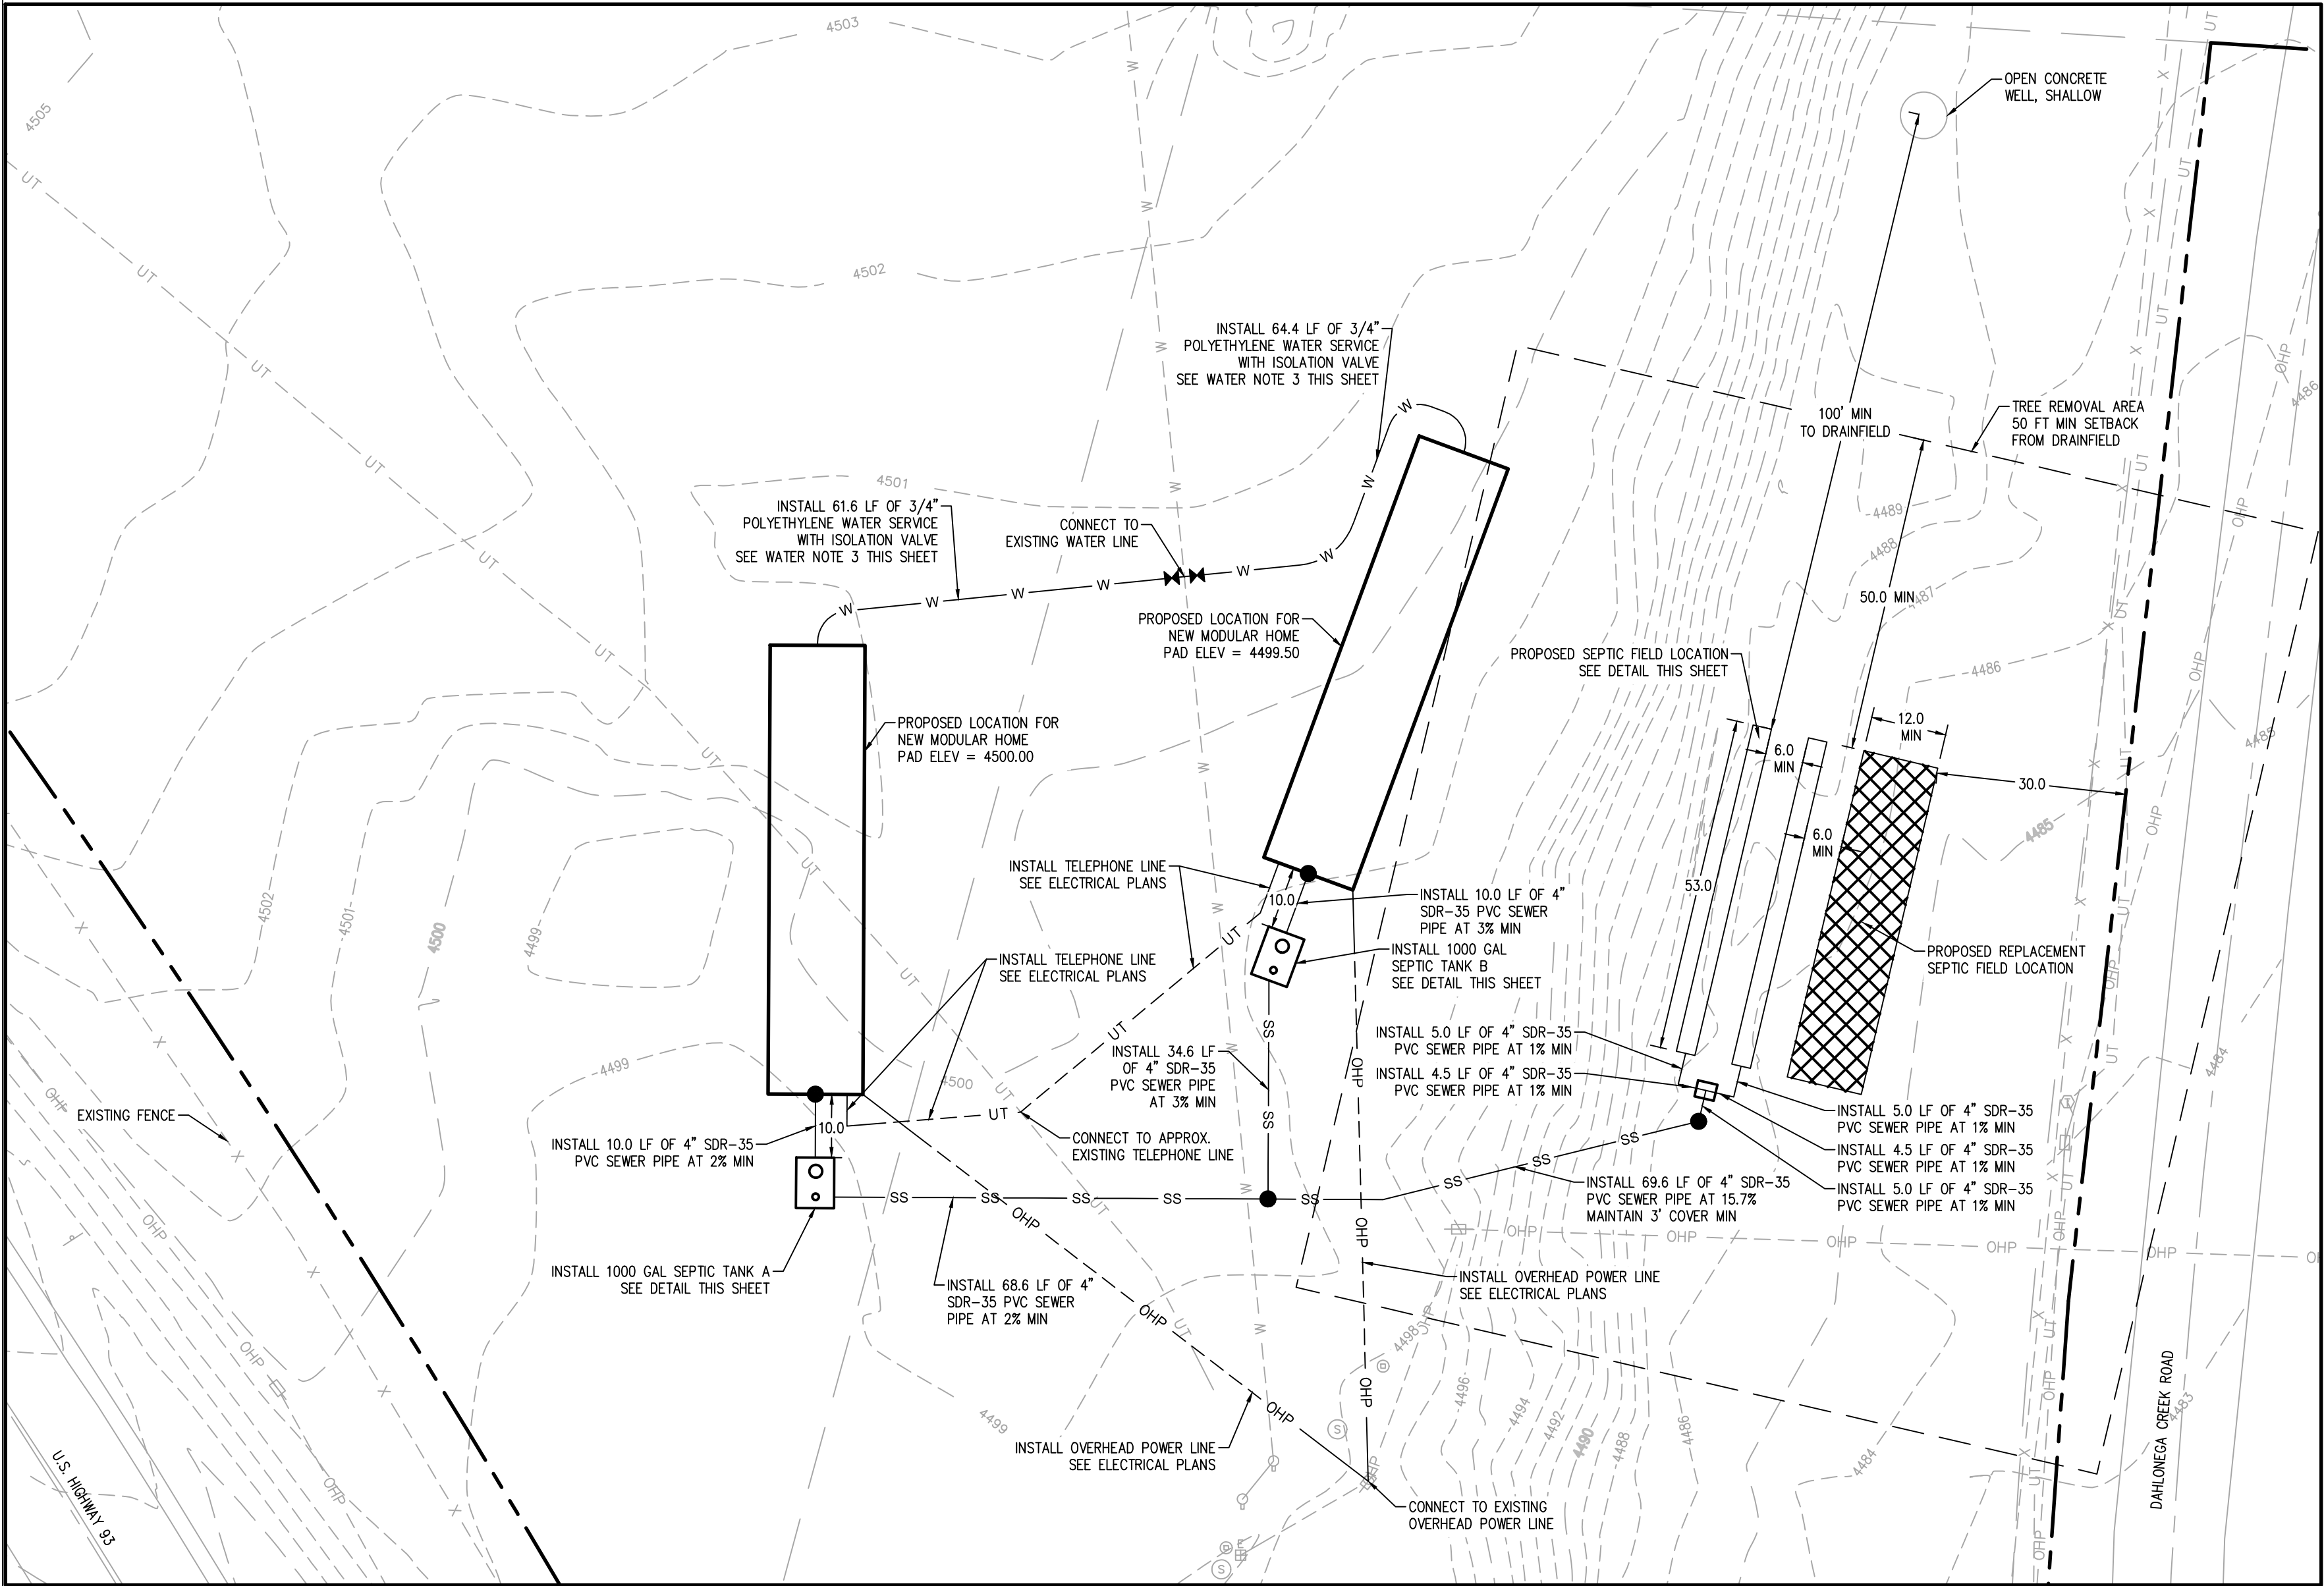 4503
4505
OPEN CONCRETE
WELL, SHALLOW
4502
INSTALL 64.4 LF OF 3/4"
POLYETHYLENE WATER SERVICE
WITH ISOLATION VALVE
SEE WATER NOTE 3 THIS SHEET
100' MIN
TO DRAINFIELD
TREE REMOVAL AREA
50 FT MIN SETBACK
FROM DRAINFIELD
4486
4501
INSTALL 61.6 LF OF 3/4"
POLYETHYLENE WATER SERVICE
WITH ISOLATION VALVE
SEE WATER NOTE 3 THIS SHEET
CONNECT TO
EXISTING WATER LINE
4489
4488
4487
50.0 MIN
PROPOSED LOCATION FOR
NEW MODULAR HOME
PAD ELEV = 4499.50
PROPOSED SEPTIC FIELD LOCATION
SEE DETAIL THIS SHEET
4486
PROPOSED LOCATION FOR
NEW MODULAR HOME
PAD ELEV = 4500.00
12.0
MIN
6.0
MIN
30.0
4485
6.0
MIN
4485
53.0
INSTALL TELEPHONE LINE
SEE ELECTRICAL PLANS
10.0
INSTALL 10.0 LF OF 4"
SDR-35 PVC SEWER
PIPE AT 3% MIN
4502
4501
4500
4499
INSTALL TELEPHONE LINE
SEE ELECTRICAL PLANS
INSTALL 1000 GAL
SEPTIC TANK B
SEE DETAIL THIS SHEET
PROPOSED REPLACEMENT
SEPTIC FIELD LOCATION
INSTALL 5.0 LF OF 4" SDR-35
PVC SEWER PIPE AT 1% MIN
INSTALL 34.6 LF
OF 4" SDR-35
PVC SEWER PIPE
AT 3% MIN
INSTALL 4.5 LF OF 4" SDR-35
PVC SEWER PIPE AT 1% MIN
4499
4500
4484
EXISTING FENCE
INSTALL 5.0 LF OF 4" SDR-35
PVC SEWER PIPE AT 1% MIN
INSTALL 10.0 LF OF 4" SDR-35
PVC SEWER PIPE AT 2% MIN
10.0
CONNECT TO APPROX.
EXISTING TELEPHONE LINE
INSTALL 4.5 LF OF 4" SDR-35
PVC SEWER PIPE AT 1% MIN
INSTALL 69.6 LF OF 4" SDR-35
PVC SEWER PIPE AT 15.7%
MAINTAIN 3' COVER MIN
INSTALL 5.0 LF OF 4" SDR-35
PVC SEWER PIPE AT 1% MIN
INSTALL 1000 GAL SEPTIC TANK A
SEE DETAIL THIS SHEET
INSTALL 68.6 LF OF 4"
SDR-35 PVC SEWER
PIPE AT 2% MIN
INSTALL OVERHEAD POWER LINE
SEE ELECTRICAL PLANS
4498
4496
4494
4492
4490
4488
4486
4484
4483
4499
INSTALL OVERHEAD POWER LINE
SEE ELECTRICAL PLANS
CONNECT TO EXISTING
OVERHEAD POWER LINE
U.S. HIGHWAY 93
DAHLONEGA CREEK ROAD
UT
W
X
OHP
SS
S
E